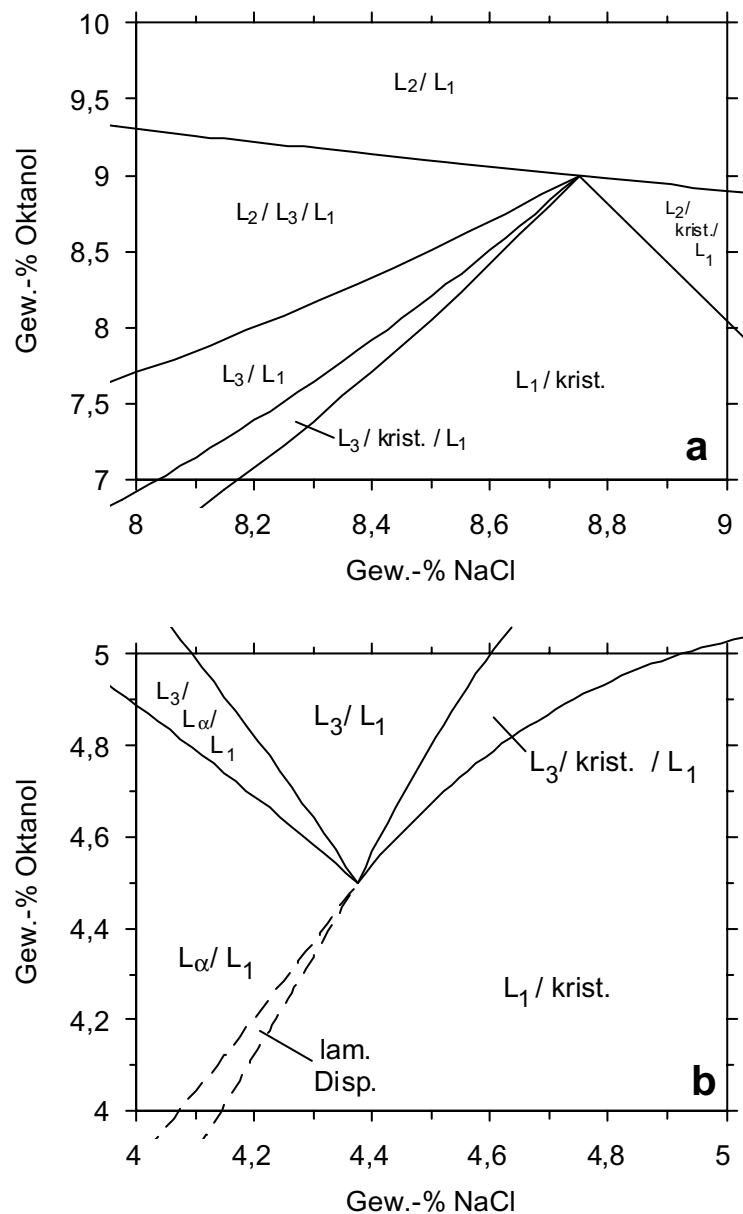 10
9,5
9
8,5
8
7,5
7
Gew.-% Oktanol
L2/ L1
L2 / L3 / L1
L2/
krist./
L1
L3 / L1
L1 / krist.
L3 / krist. / L1
a
8
8,2
8,4
8,6
8,8
9
Gew.-% NaCl
5
4,8
4,6
4,4
4,2
4
Gew.-% Oktanol
L3/
Lα/
L1
L3/ L1
L3/ krist. / L1
Lα/ L1
L1 / krist.
lam.
Disp.
b
4
4,2
4,4
4,6
4,8
5
Gew.-% NaCl